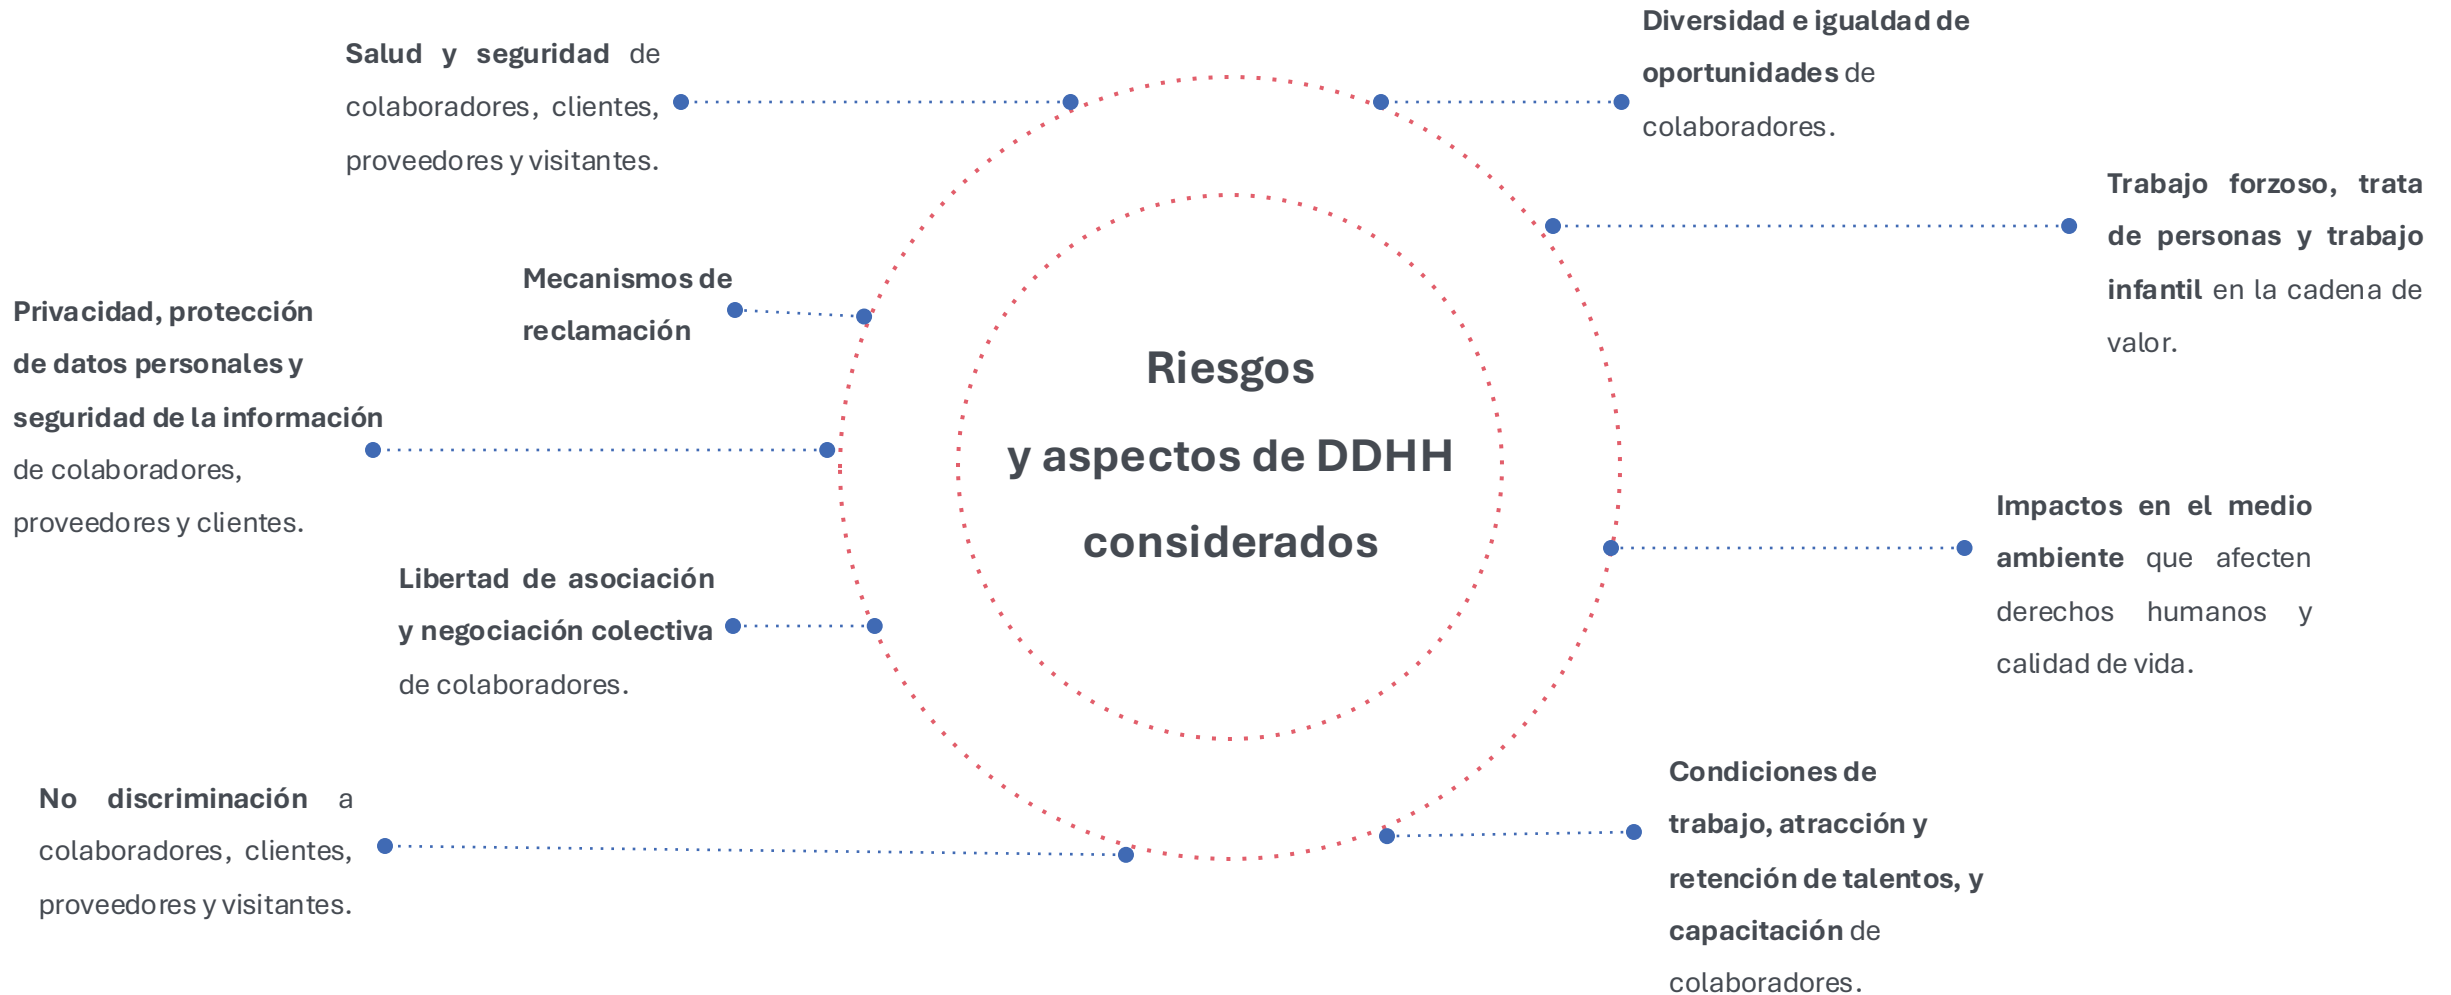 Salud y seguridad de
colaboradores, clientes,
proveedores y visitantes.
Mecanismos de
reclamación
Privacidad, protección
de datos personales y
seguridad de la información
de colaboradores,
proveedores y clientes.
Libertad de asociación
y negociación colectiva
de colaboradores.
No discriminación a
colaboradores, clientes,
proveedores y visitantes.
Riesgos
y aspectos de DDHH
considerados
Diversidad e igualdad de
oportunidades de
colaboradores.
Trabajo forzoso, trata
de personas y trabajo
infantil en la cadena de
valor.
Impactos en el medio
ambiente que afecten
derechos humanos y
calidad de vida.
Condiciones de
trabajo, atracción y
retención de talentos, y
capacitación de
colaboradores.